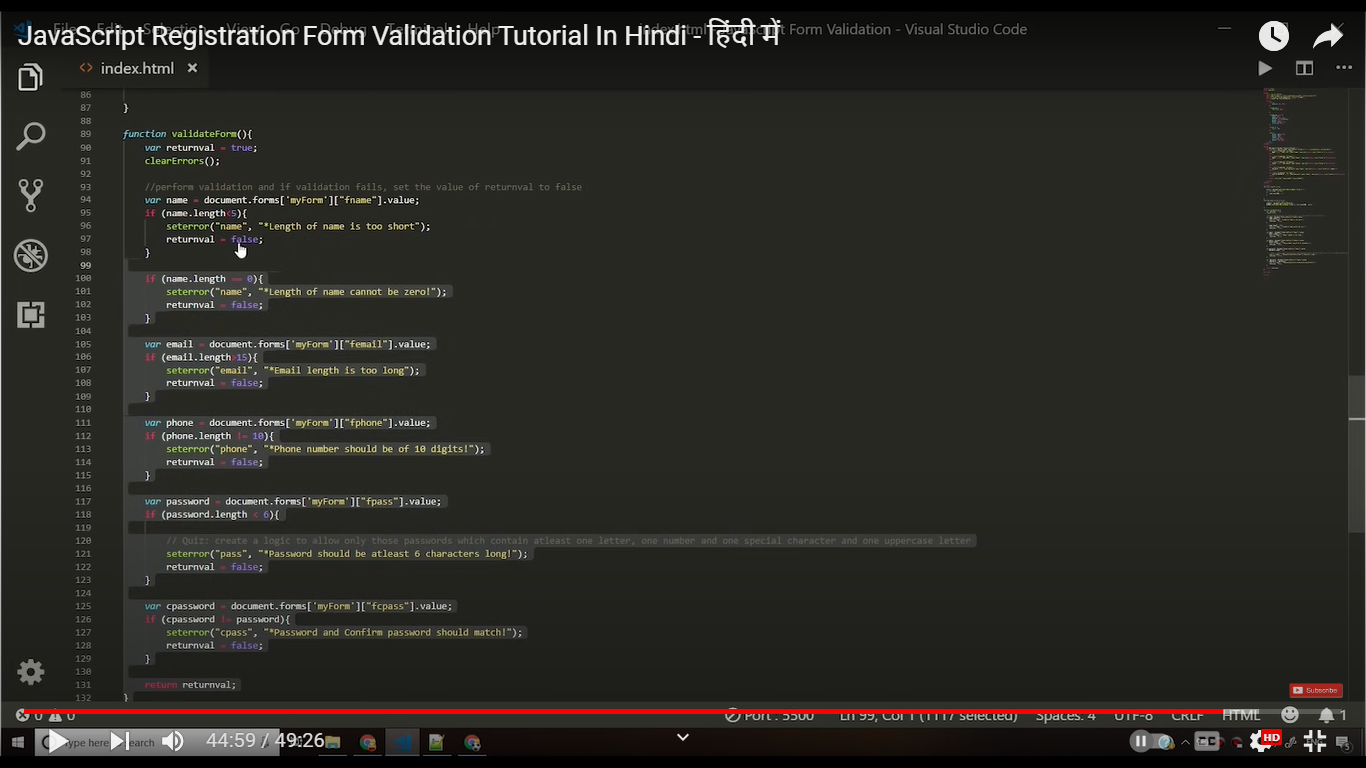 JavaScript Registration Form Validation Tutorial In Hindi - हिंदी में
index.html - JavaScript Form Validation - Visual Studio Code
index.html
86
87 }
88
89 function validateForm(){
90 var returnval = true;
91 clearErrors();
92
93 //perform validation and if validation fails, set the value of returnval to false
94 var name = document.forms['myForm']["fname"].value;
95 if (name.length<5){
96 seterror("name", "*Length of name is too short");
97 returnval = false;
98 }
99
100 if (name.length == 0){
101 seterror("name", "*Length of name cannot be zero!");
102 returnval = false;
103 }
104
105 var email = document.forms['myForm']["femail"].value;
106 if (email.length>15){
107 seterror("email", "*Email length is too long");
108 returnval = false;
109 }
110
111 var phone = document.forms['myForm']["fphone"].value;
112 if (phone.length != 10){
113 seterror("phone", "*Phone number should be of 10 digits!");
114 returnval = false;
115 }
116
117 var password = document.forms['myForm']["fpass"].value;
118 if (password.length < 6){
119
120 // Quiz: create a logic to allow only those passwords which contain atleast one letter, one number and one special character and one uppercase letter
121 seterror("pass", "*Password should be atleast 6 characters long!");
122 returnval = false;
123 }
124
125 var cpassword = document.forms['myForm']["fcpass"].value;
126 if (cpassword != password){
127 seterror("cpass", "*Password and Confirm password should match!");
128 returnval = false;
129 }
130
131 return returnval;
132 }
Subscribe
0 0 Port : 5500 Ln 99, Col 1 (1117 selected) Spaces: 4 UTF-8 CRLF HTML 1
Type here to search
44:59 / 49:26
CC HD ENG